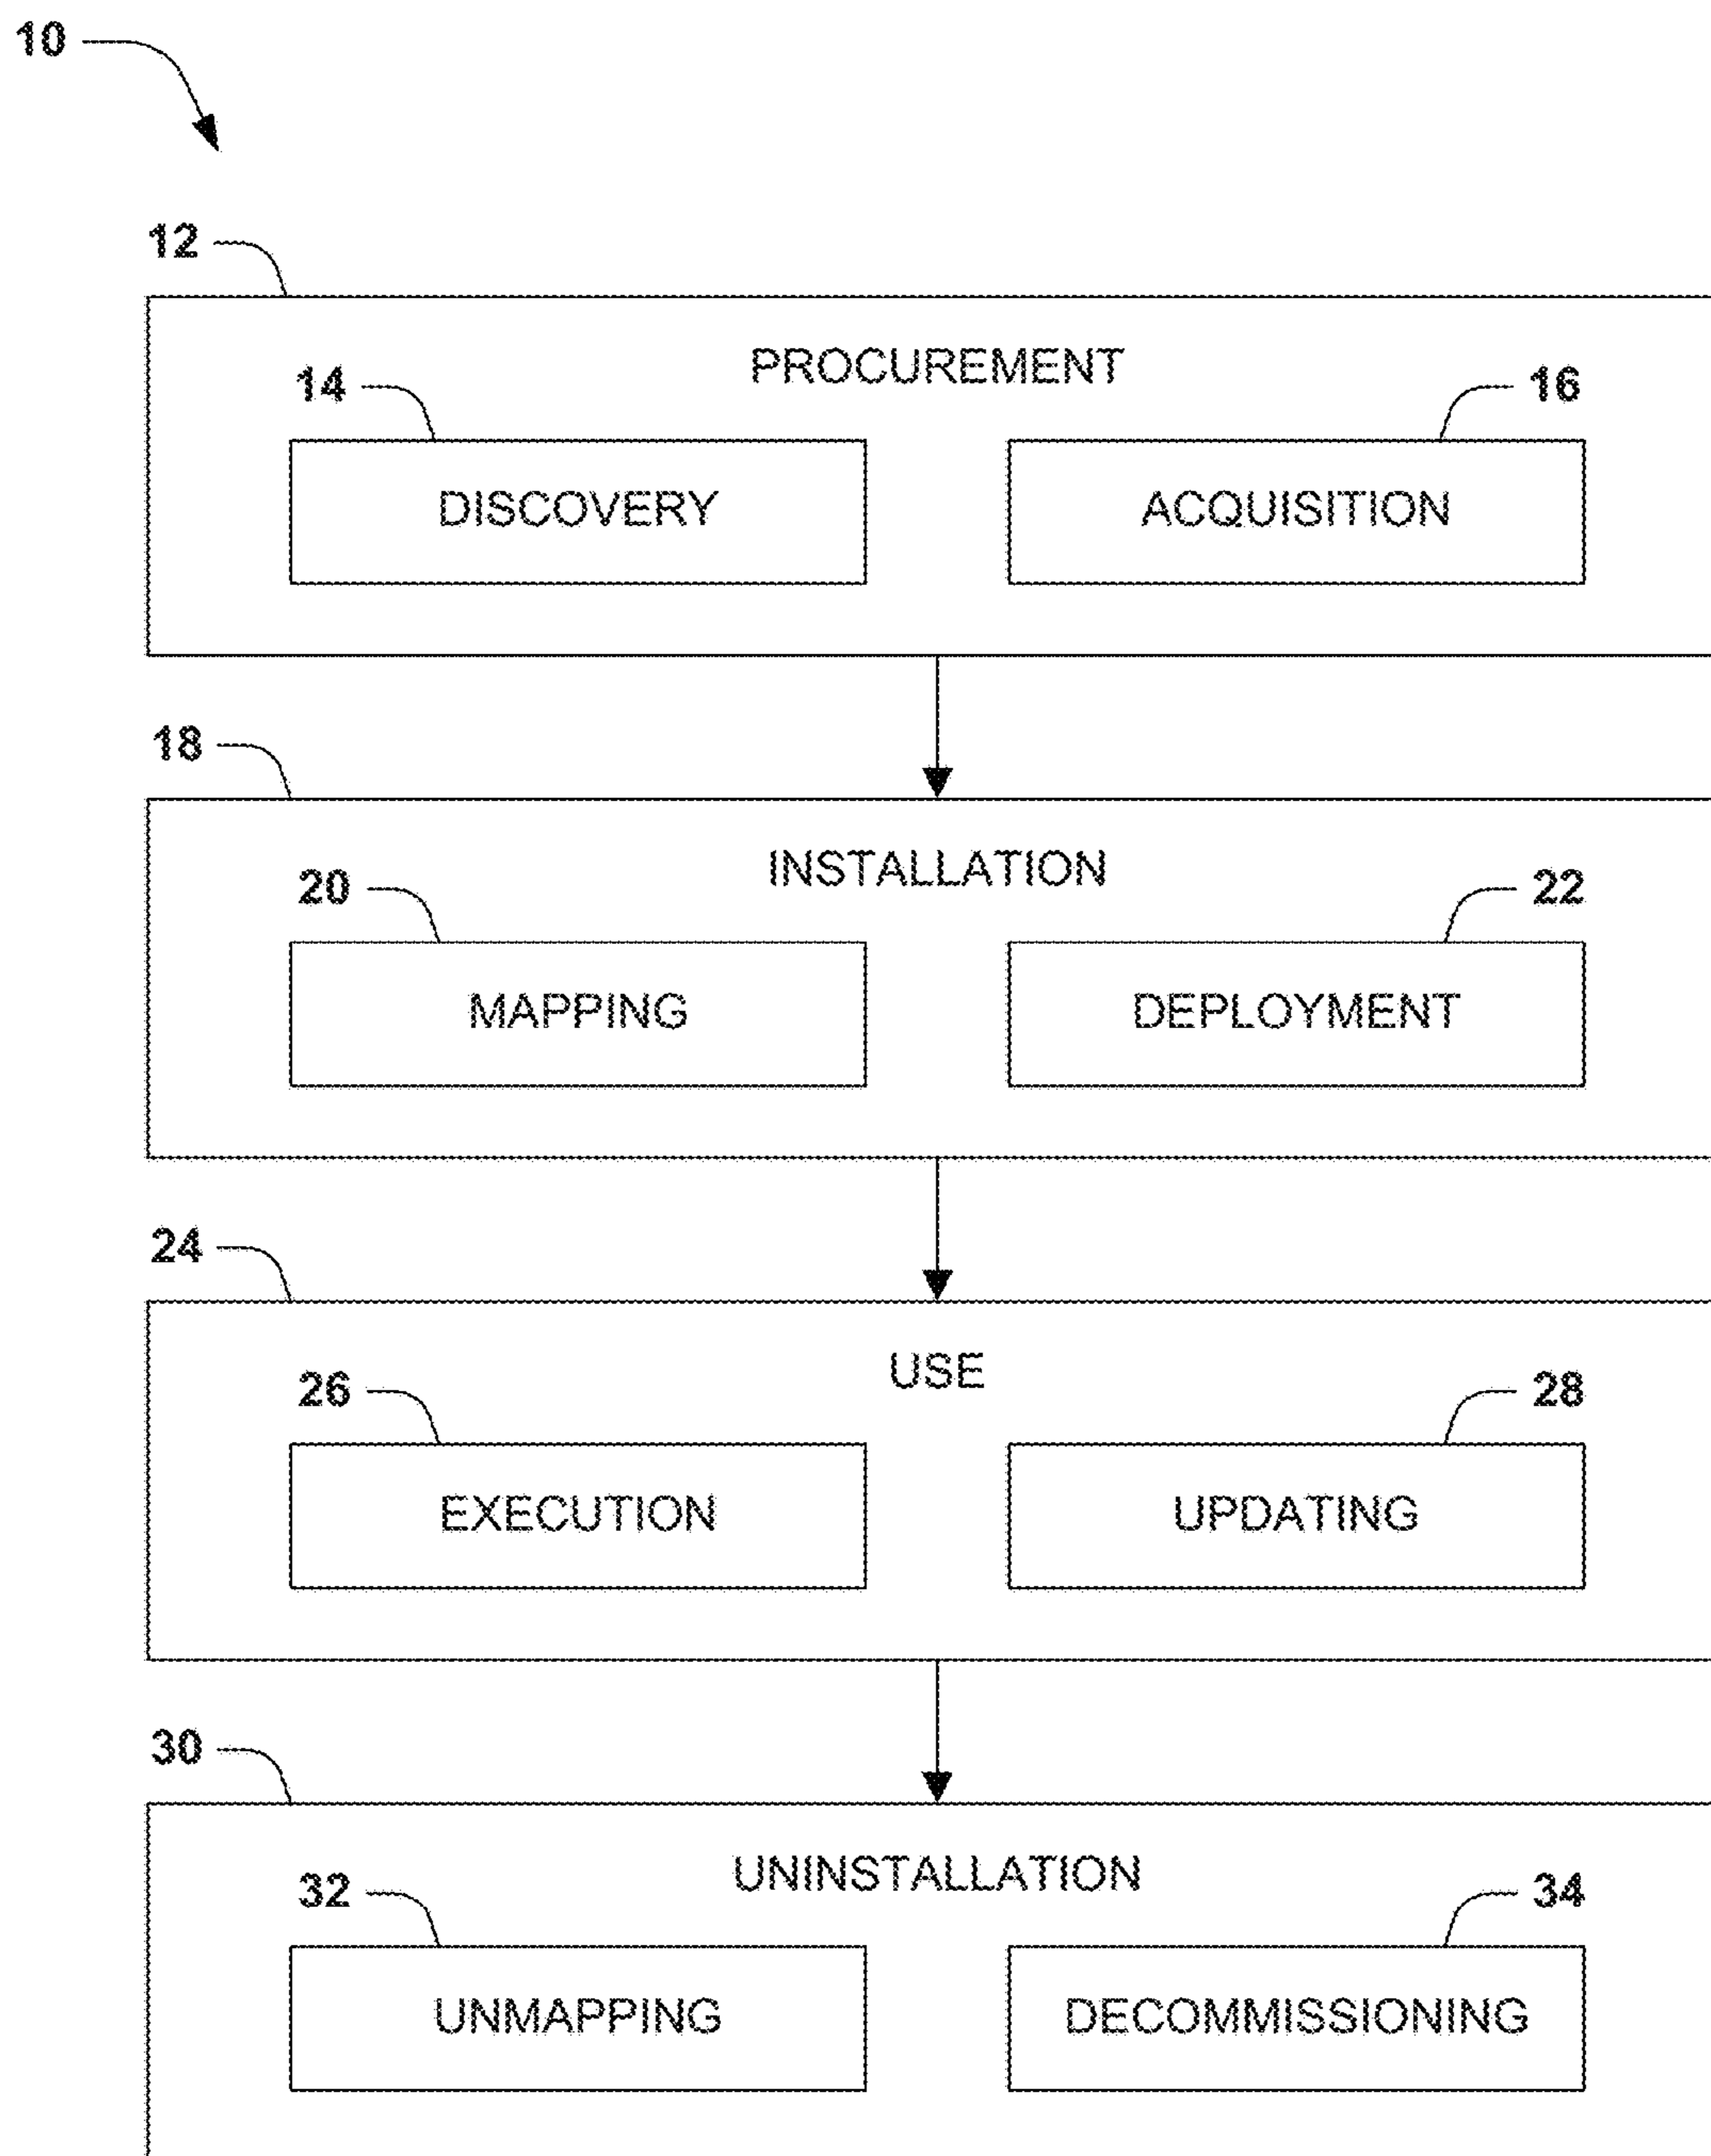 10
12
PROCUREMENT
14
16
DISCOVERY
ACQUISITION
18
INSTALLATION
20
22
MAPPING
DEPLOYMENT
24
USE
26
28
EXECUTION
UPDATING
30
UNINSTALLATION
32
34
UNMAPPING
DECOMMISSIONING